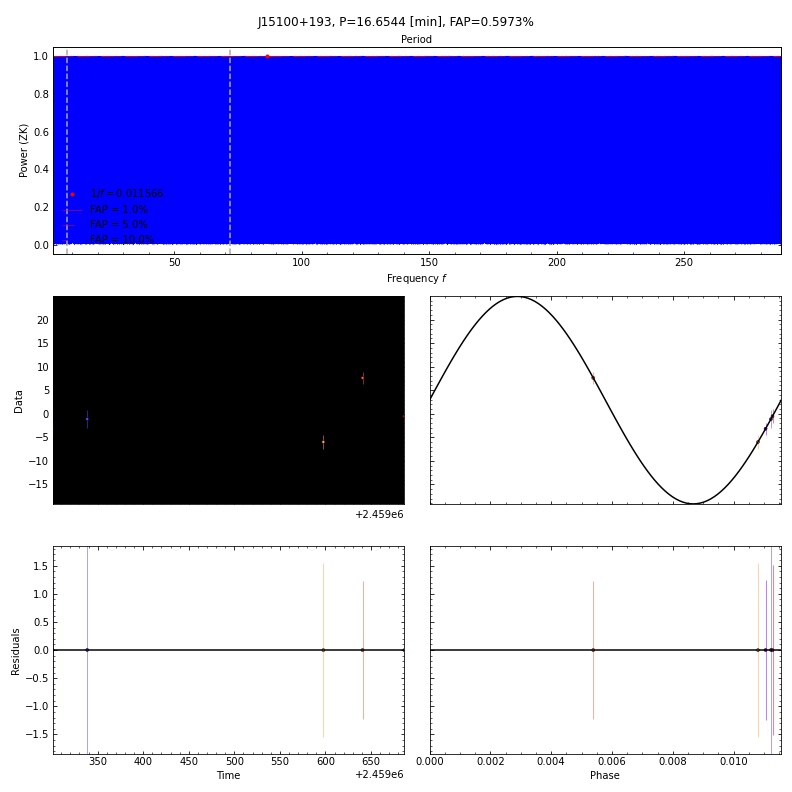 J15100+193, P=16.6544 [min], FAP=0.5973%
Period
Power (ZK)
1.0
0.8
0.6
0.4
0.2
0.0
1/f = 0.011566
FAP = 1.0%
FAP = 5.0%
FAP = 10.0%
50 100 150 200 250
Frequency f
Data
20
15
10
5
0
−5
−10
−15
+2.459e6
Residuals
1.5
1.0
0.5
0.0
−0.5
−1.0
−1.5
350 400 450 500 550 600 650
Time
+2.459e6
0.000 0.002 0.004 0.006 0.008 0.010
Phase